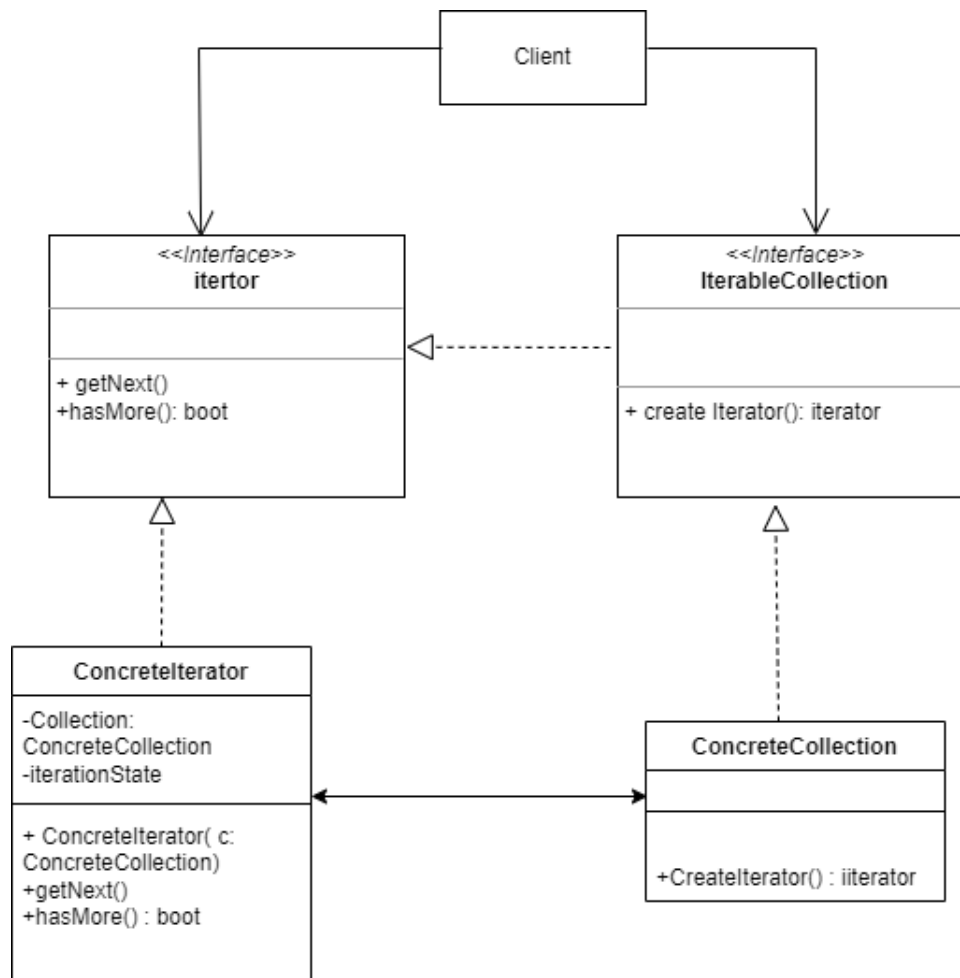 Client
<<Interface>>
itertor
+ getNext()
+hasMore(): boot
<<Interface>>
IterableCollection
+ create Iterator(): iterator
ConcreteIterator
-Collection:
ConcreteCollection
-iterationState
+ ConcreteIterator( c:
ConcreteCollection)
+getNext()
+hasMore() : boot
ConcreteCollection
+CreateIterator() : iiterator